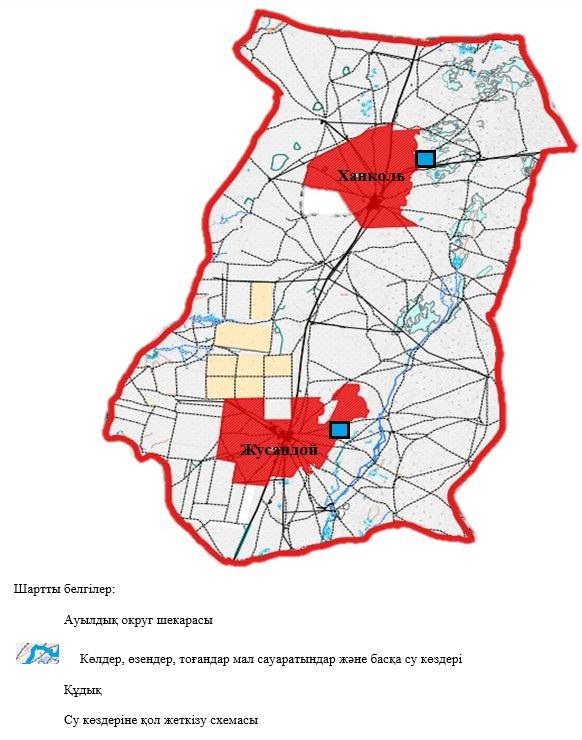 Ханколь
Жусандой
Шартты белгілер:
Ауылдық округ шекарасы
Көлдер, өзендер, тоғандар мал сауаратындар және басқа су көздері
Құдық
Су көздеріне қол жеткізу схемасы